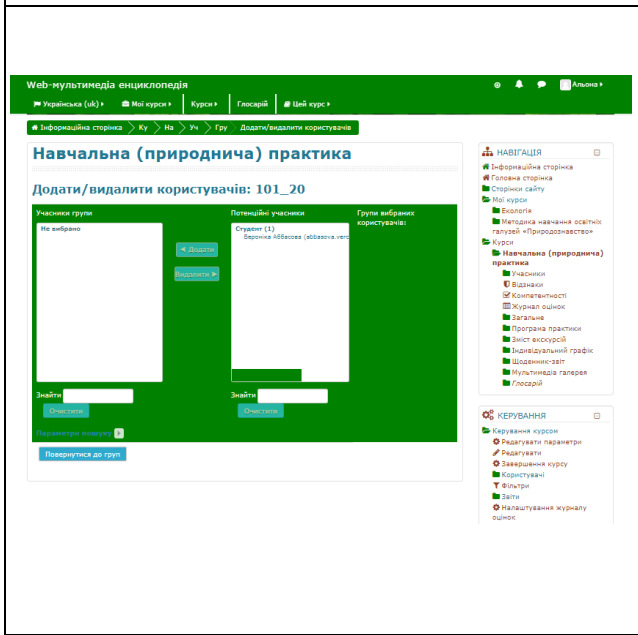 Web-мультимедіа енциклопедія
Альона
Українська (uk)
Мої курси
Курси
Глосарій
Цей курс
Інформаційна сторінка
Ку
На
Уч
Гру
Додати/видалити користувачів
Навчальна (природнича) практика
Додати/видалити користувачів: 101_20
Учасники групи
Потенційні учасники
Групи вибраних
користувачів:
Не вибрано
Студент (1)
Вероніка Аббасова (abbasova.verc
◄ Додати
Видалити ►
Знайти
Знайти
Очистити
Очистити
Параметри пошуку
Повернутися до груп
НАВІГАЦІЯ
Інформаційна сторінка
Головна сторінка
Сторінки сайту
Мої курси
Екологія
Методика навчання освітніх
галузей «Природознавство»
Курси
Навчальна (природнича)
практика
Учасники
Відзнаки
Компетентності
Журнал оцінок
Загальне
Програма практики
Зміст екскурсій
Індивідуальний графік
Щоденник-звіт
Мультимедіа галерея
Глосарій
КЕРУВАННЯ
Керування курсом
Редагувати параметри
Редагувати
Завершення курсу
Користувачі
Фільтри
Звіти
Налаштування журналу
оцінок